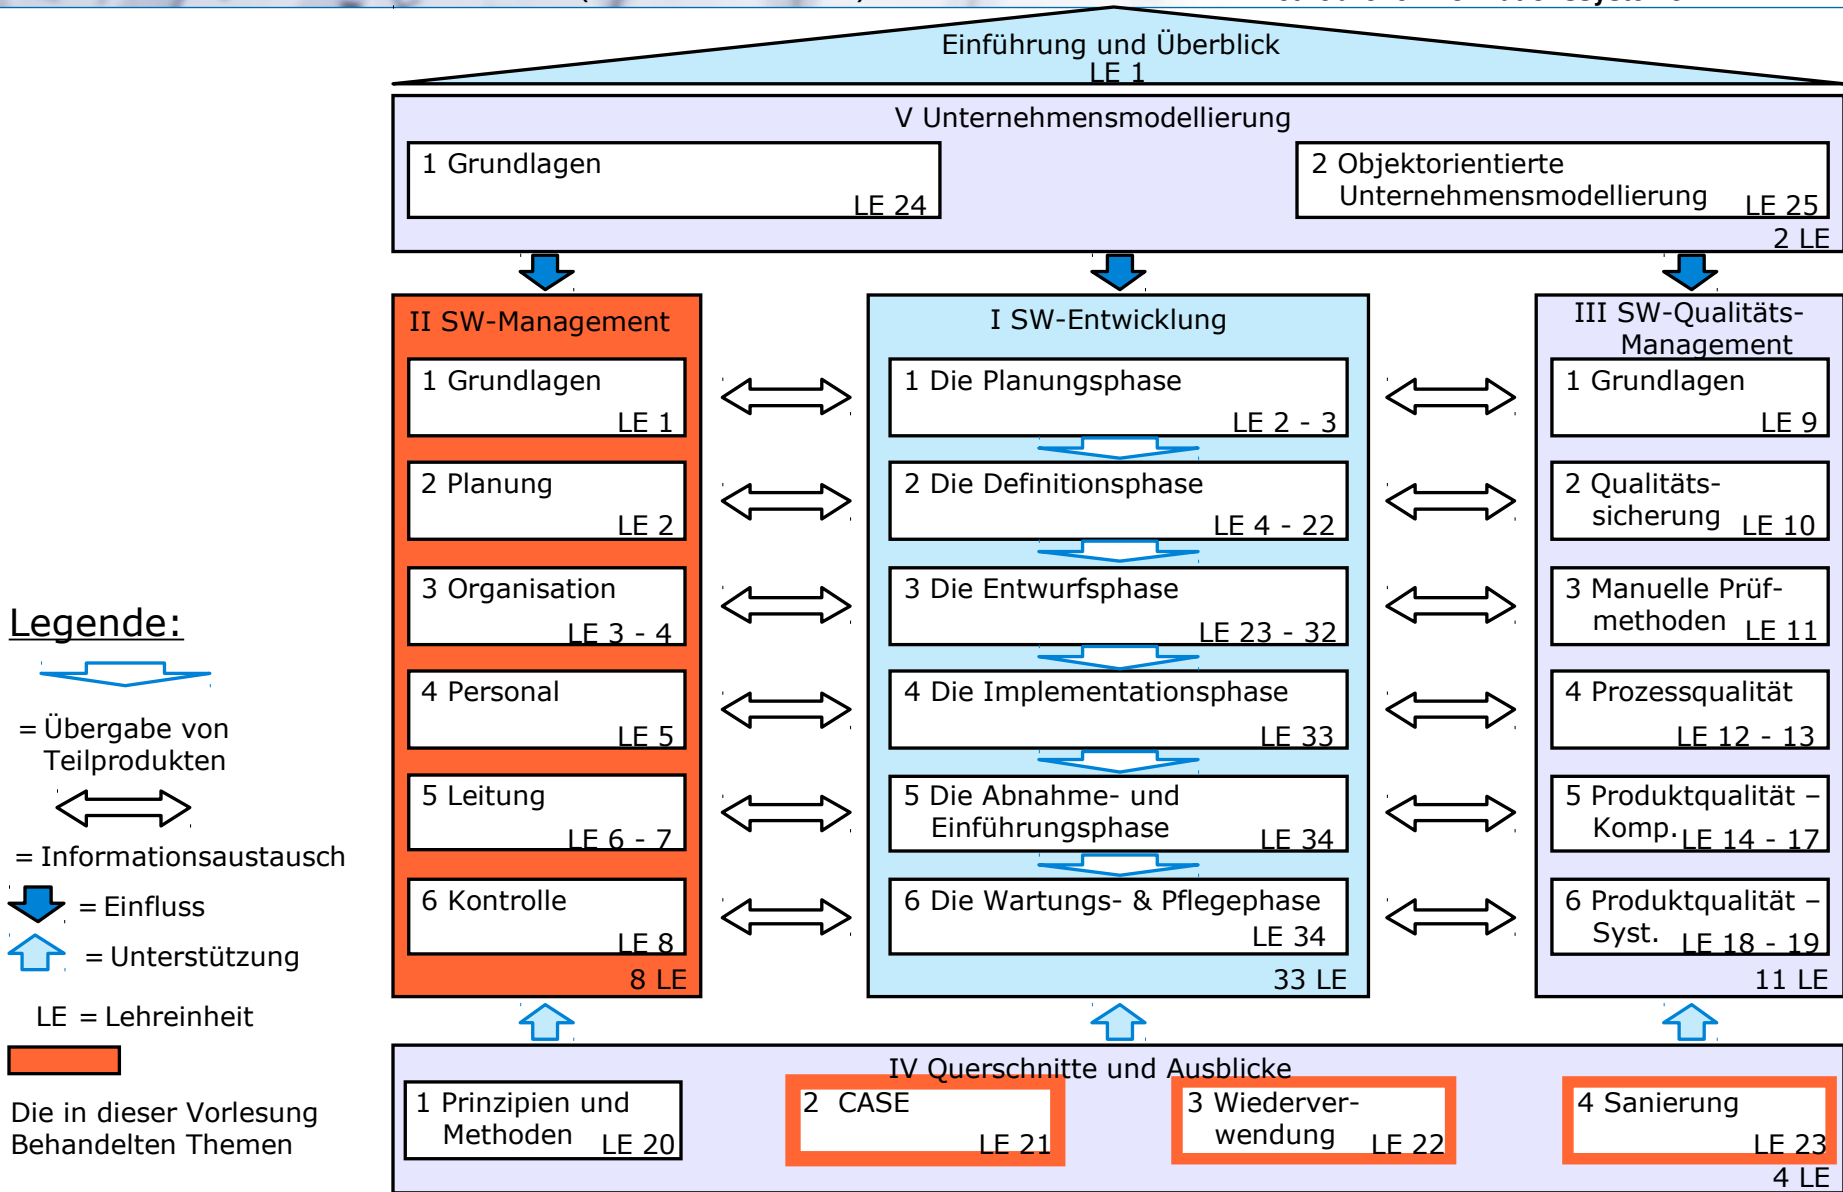 Einführung und Überblick
LE 1
V Unternehmensmodellierung
1 Grundlagen
LE 24
2 Objektorientierte
Unternehmensmodellierung
LE 25
2 LE
II SW-Management
1 Grundlagen
LE 1
2 Planung
LE 2
3 Organisation
LE 3 - 4
4 Personal
LE 5
5 Leitung
LE 6 - 7
6 Kontrolle
LE 8
8 LE
I SW-Entwicklung
1 Die Planungsphase
LE 2 - 3
2 Die Definitionsphase
LE 4 - 22
3 Die Entwurfsphase
LE 23 - 32
4 Die Implementationsphase
LE 33
5 Die Abnahme- und
Einführungsphase
LE 34
6 Die Wartungs- & Pflegephase
LE 34
33 LE
III SW-Qualitäts-
Management
1 Grundlagen
LE 9
2 Qualitäts-
sicherung LE 10
3 Manuelle Prüf-
methoden LE 11
4 Prozessqualität
LE 12 - 13
5 Produktqualität –
Komp. LE 14 - 17
6 Produktqualität –
Syst. LE 18 - 19
11 LE
IV Querschnitte und Ausblicke
1 Prinzipien und
Methoden LE 20
2 CASE
LE 21
3 Wiederver-
wendung LE 22
4 Sanierung
LE 23
4 LE
Legende:
= Übergabe von
Teilprodukten
= Informationsaustausch
= Einfluss
= Unterstützung
LE = Lehreinheit
Die in dieser Vorlesung
Behandelten Themen